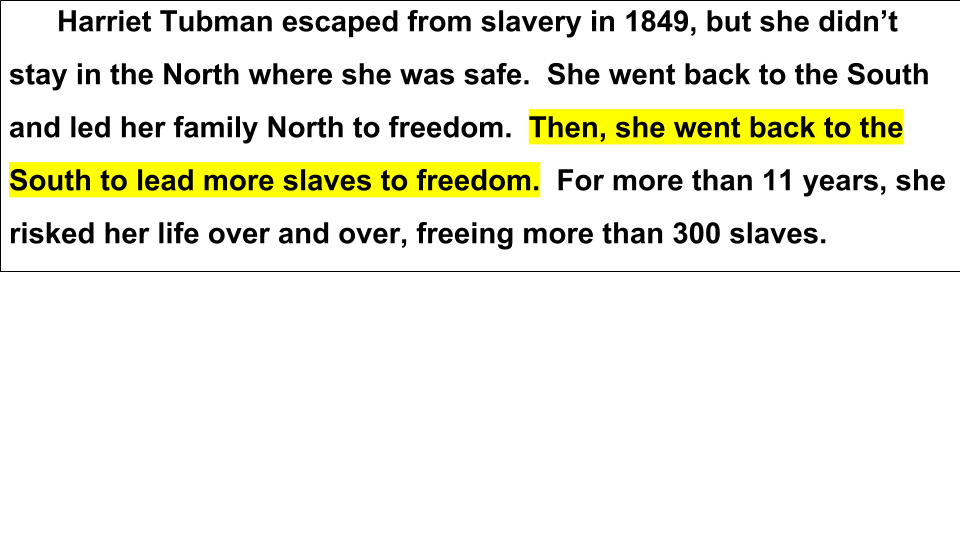 Harriet Tubman escaped from slavery in 1849, but she didn’t
stay in the North where she was safe.  She went back to the South
and led her family North to freedom.  Then, she went back to the
South to lead more slaves to freedom.  For more than 11 years, she
risked her life over and over, freeing more than 300 slaves.